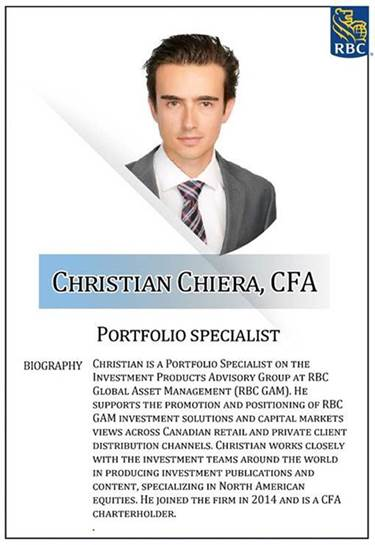 RBC
CHRISTIAN CHIERA, CFA
PORTFOLIO SPECIALIST
BIOGRAPHY
CHRISTIAN IS A PORTFOLIO SPECIALIST ON THE
INVESTMENT PRODUCTS ADVISORY GROUP AT RBC
GLOBAL ASSET MANAGEMENT (RBC GAM). HE
SUPPORTS THE PROMOTION AND POSITIONING OF RBC
GAM INVESTMENT SOLUTIONS AND CAPITAL MARKETS
VIEWS ACROSS CANADIAN RETAIL AND PRIVATE CLIENT
DISTRIBUTION CHANNELS. CHRISTIAN WORKS CLOSELY
WITH THE INVESTMENT TEAMS AROUND THE WORLD
IN PRODUCING INVESTMENT PUBLICATIONS AND
CONTENT, SPECIALIZING IN NORTH AMERICAN
EQUITIES. HE JOINED THE FIRM IN 2014 AND IS A CFA
CHARTERHOLDER.
.